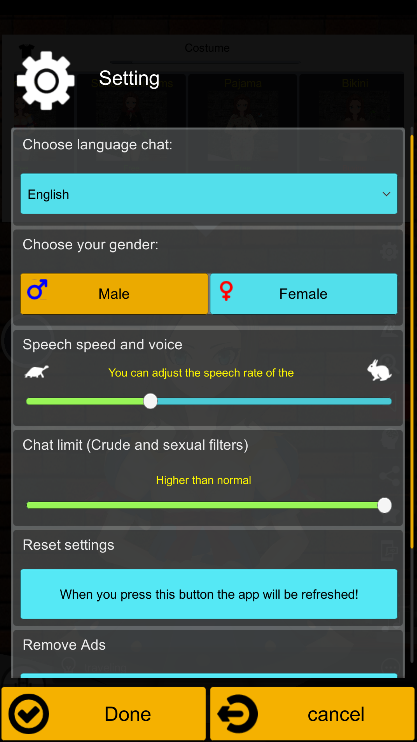 Costume
Pajama
Bikini
Setting
Choose language chat:
English
Choose your gender:
Male
Female
Speech speed and voice
You can adjust the speech rate of the
Chat limit (Crude and sexual filters)
Higher than normal
Reset settings
When you press this button the app will be refreshed!
Remove Ads
Done
cancel